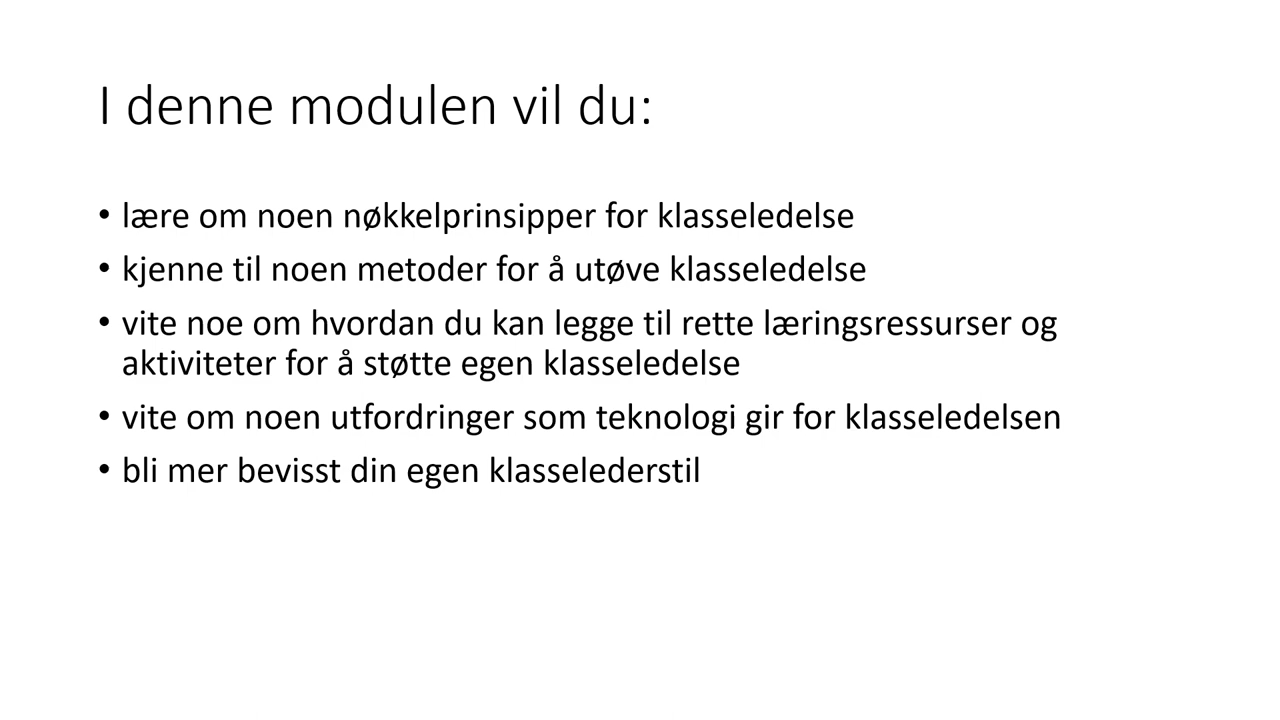 I denne modulen vil du:
• lære om noen nøkkelprinsipper for klasseledelse
• kjenne til noen metoder for å utøve klasseledelse
• vite noe om hvordan du kan legge til rette læringsressurser og
aktiviteter for å støtte egen klasseledelse
• vite om noen utfordringer som teknologi gir for klasseledelsen
• bli mer bevisst din egen klasselederstil